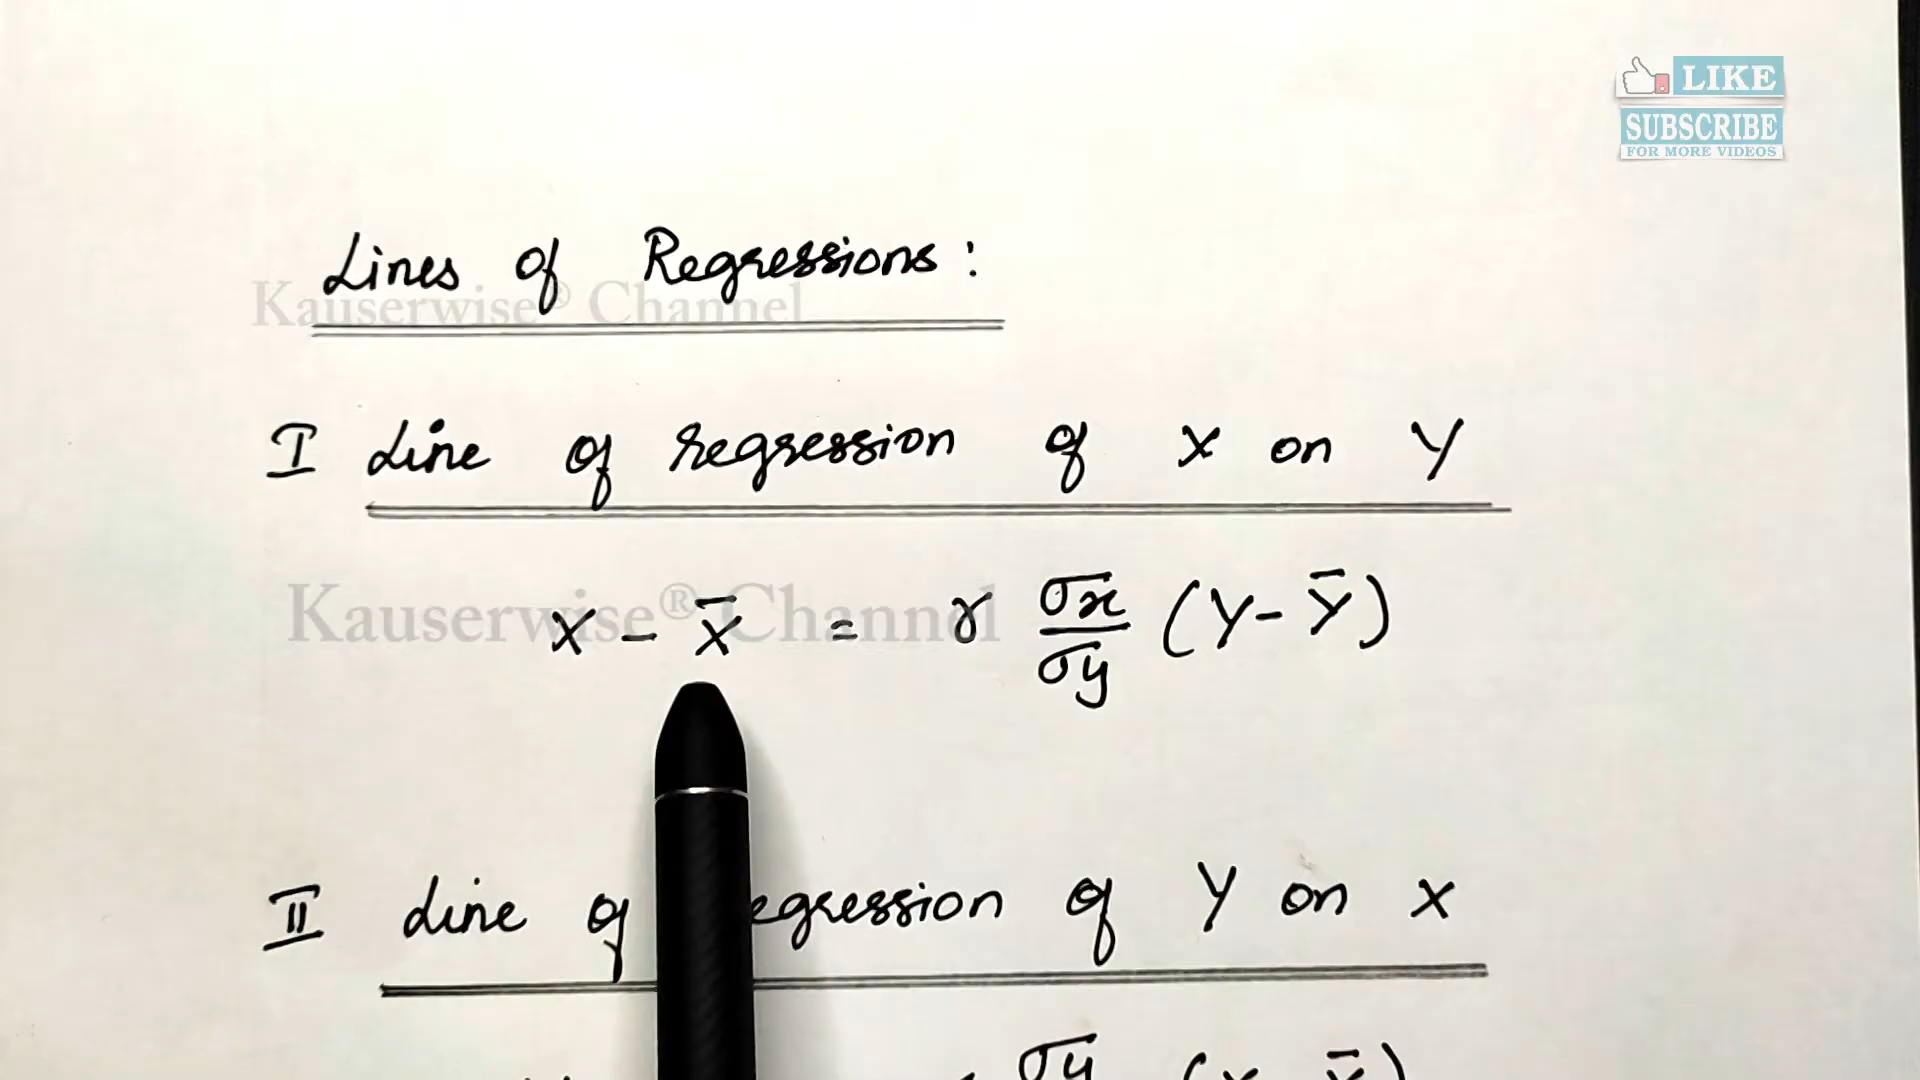 LIKE
SUBSCRIBE
FOR MORE VIDEOS
Lines of Regressions:
Kauserwise® Channel
I Line of regression of X on Y
Kauserwise® Channel
X - X̄ = r σx/σy (Y - Ȳ)
II Line of egression of Y on X
σy (X - X̄)